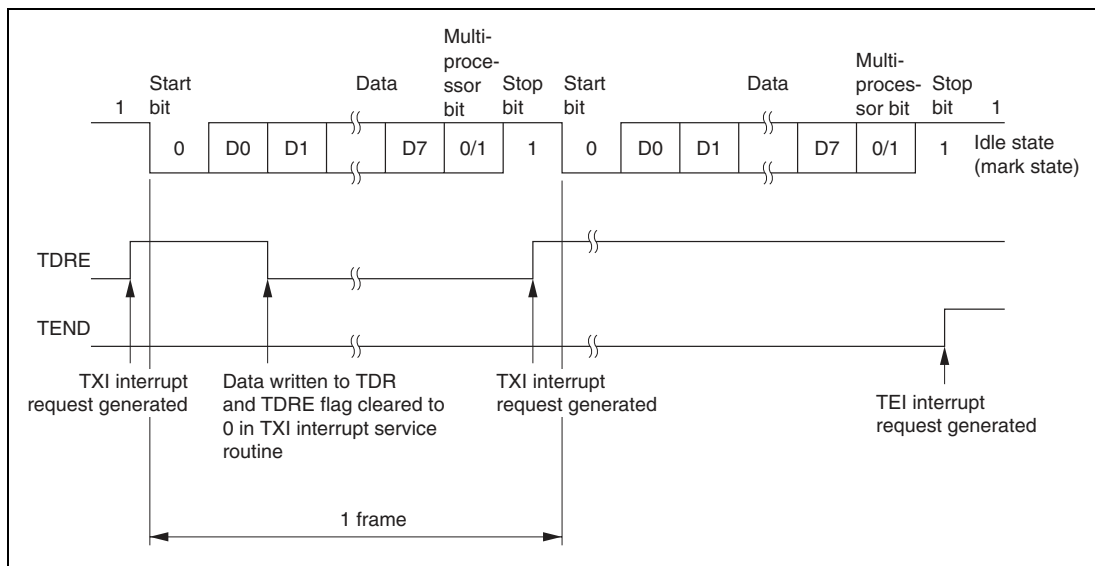 Multi-
proce-
ssor
bit
Start
bit
Data
Stop
bit
Start
bit
Data
Multi-
proces-
sor bit
Stop
bit
1
1
0
D0
D1
D7
0/1
1
0
D0
D1
D7
0/1
1
Idle state
(mark state)
TDRE
TEND
TXI interrupt
request generated
Data written to TDR
and TDRE flag cleared to
0 in TXI interrupt service
routine
TXI interrupt
request generated
TEI interrupt
request generated
1 frame